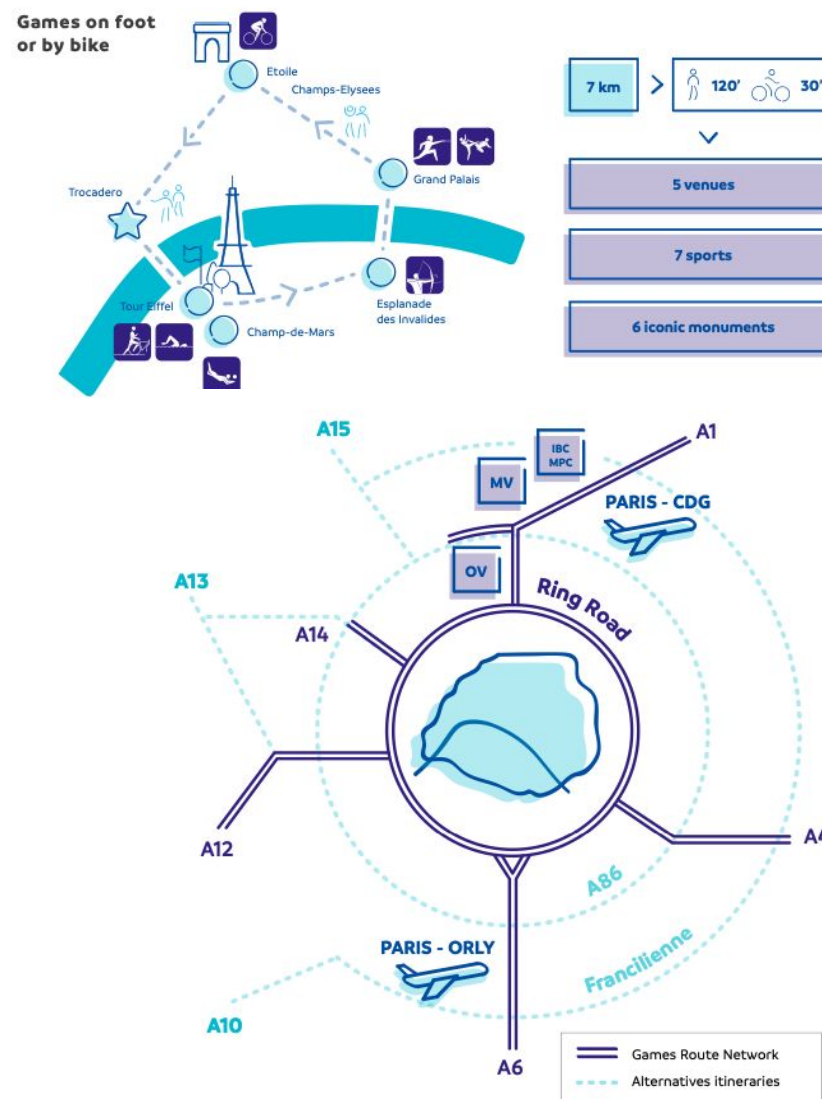 Games on foot
or by bike
Etoile
Champs-Elysees
7 km
120'
30'
Grand Palais
Trocadero
5 venues
7 sports
Tour Eiffel
Esplanade
des Invalides
Champ-de-Mars
6 iconic monuments
A15
A1
IBC
MPC
MV
PARIS - CDG
OV
A13
Ring Road
A14
A12
A4
A86
PARIS - ORLY
Francilienne
A10
A6
Games Route Network
Alternatives itineraries